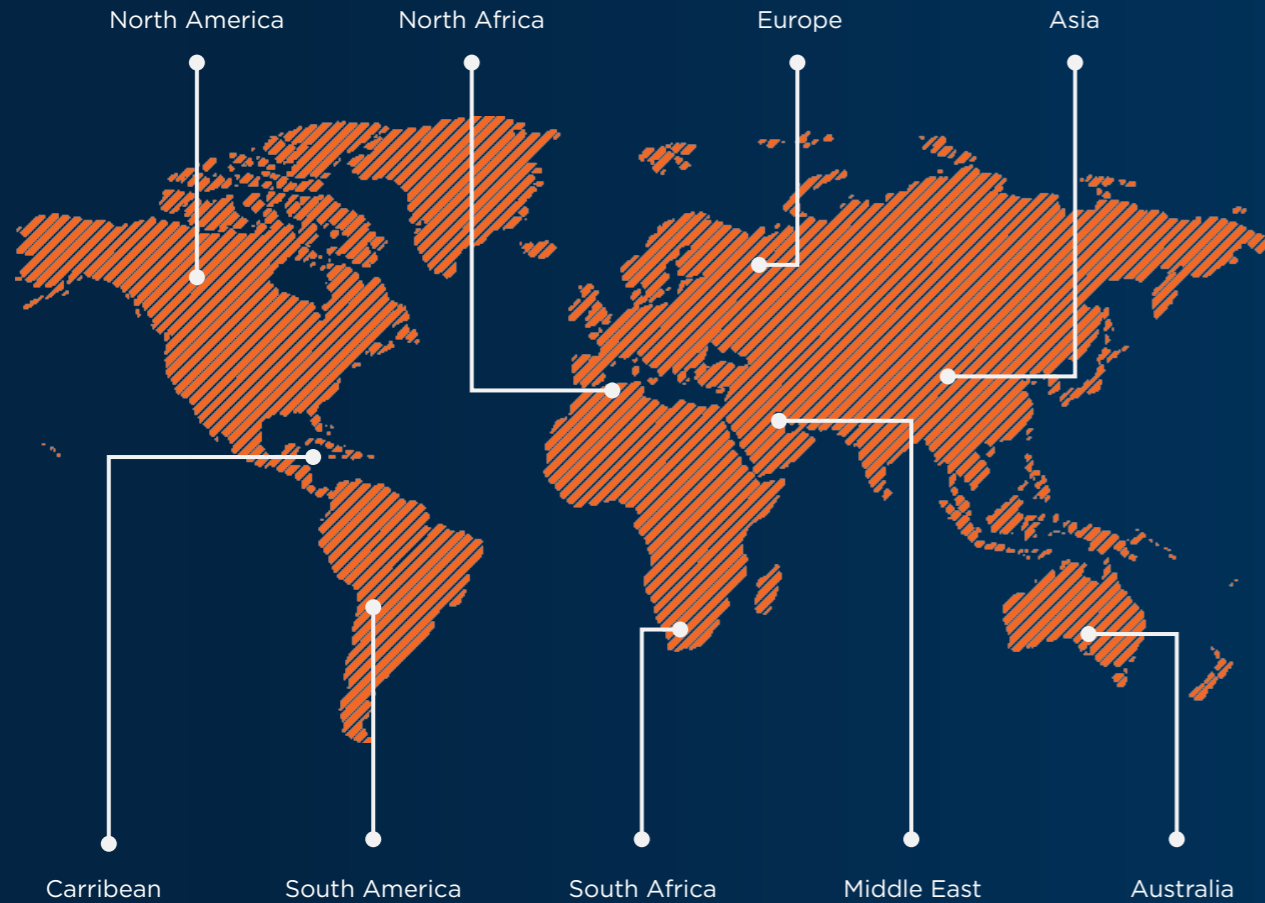 North America
North Africa
Europe
Asia
Carribean
South America
South Africa
Middle East
Australia